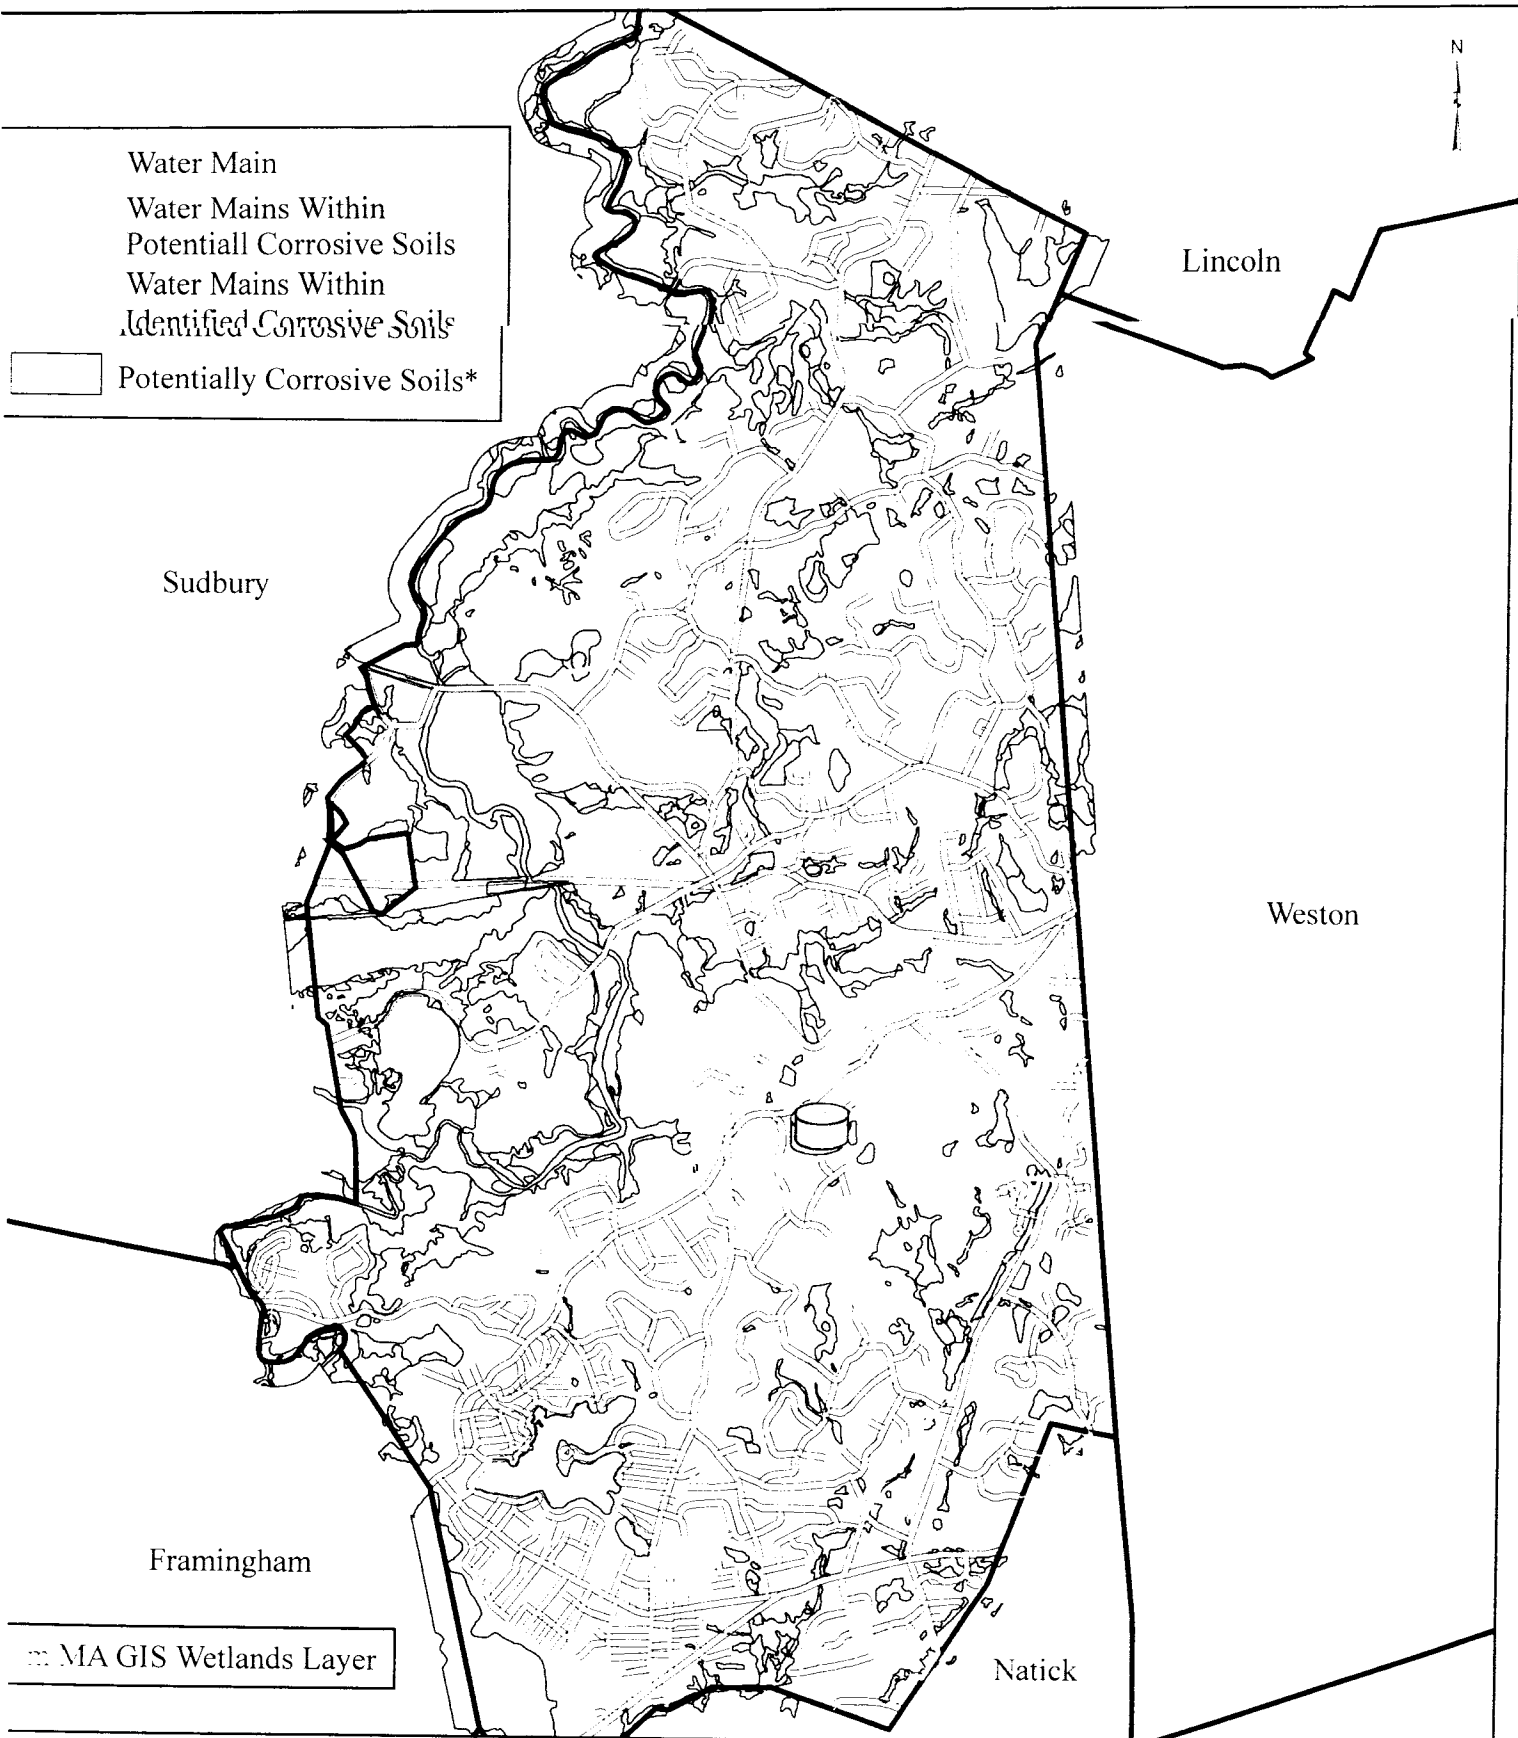 N
Water Main
Water Mains Within
Potentiall Corrosive Soils
Water Mains Within
Identified Corrosive Soils
Potentially Corrosive Soils*
Lincoln
Sudbury
Weston
Framingham
MA GIS Wetlands Layer
Natick